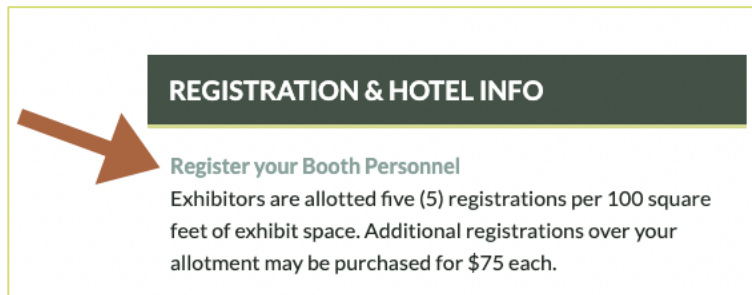 REGISTRATION & HOTEL INFO
Register your Booth Personnel
Exhibitors are allotted five (5) registrations per 100 square
feet of exhibit space. Additional registrations over your
allotment may be purchased for $75 each.